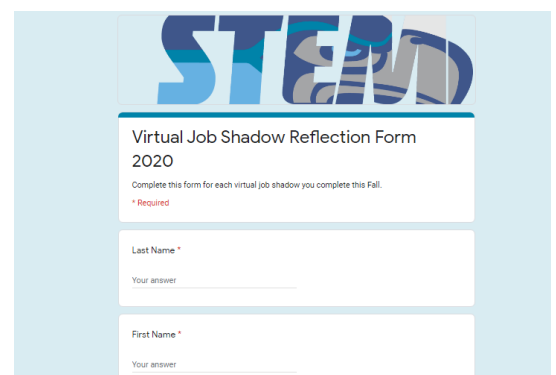 STEM
Virtual Job Shadow Reflection Form
2020
Complete this form for each virtual job shadow you complete this Fall.
* Required
Last Name *
Your answer
First Name *
Your answer